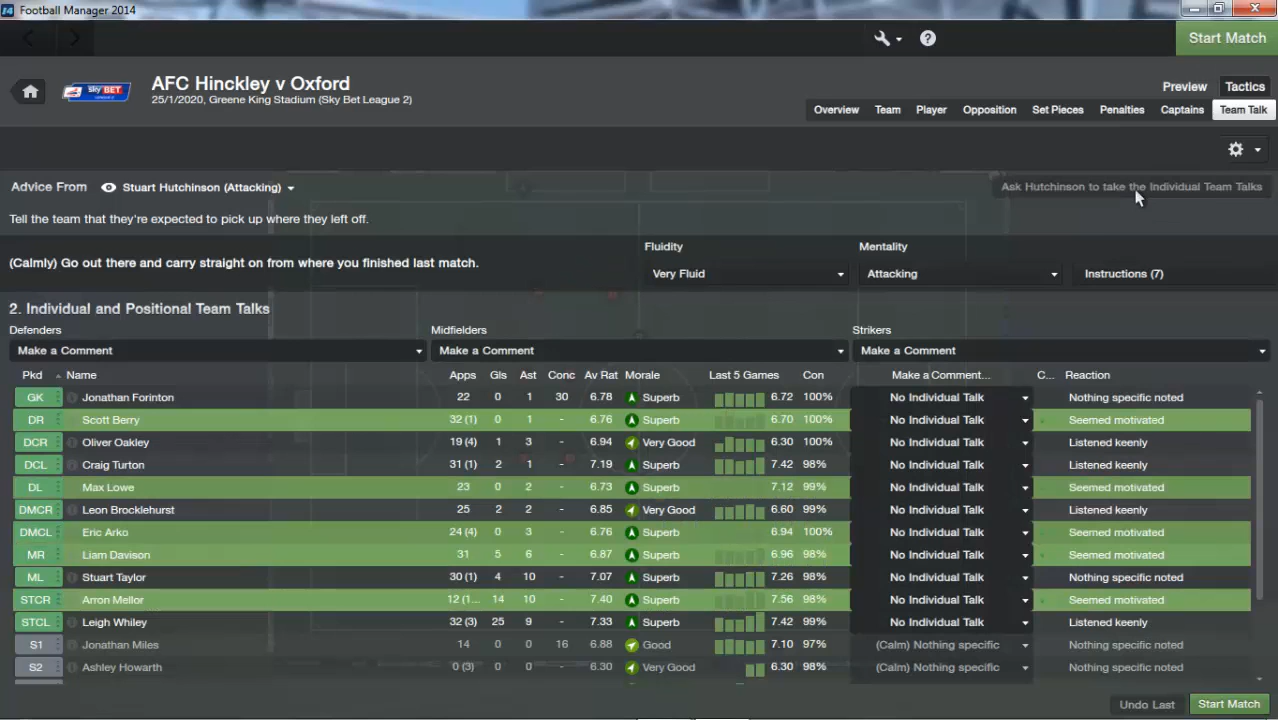 Football Manager 2014
Start Match
sky BET
AFC Hinckley v Oxford
25/1/2020, Greene King Stadium (Sky Bet League 2)
Preview Tactics
Overview Team Player Opposition Set Pieces Penalties Captains Team Talk
Advice From Stuart Hutchinson (Attacking) Ask Hutchinson to take the Individual Team Talks
Tell the team that they're expected to pick up where they left off.
Fluidity Mentality
(Calmly) Go out there and carry straight on from where you finished last match. Very Fluid Attacking Instructions (7)
2. Individual and Positional Team Talks
Defenders Midfielders Strikers
Make a Comment Make a Comment Make a Comment
Pkd Name Apps Gls Ast Conc Av Rat Morale Last 5 Games Con Make a Comment... C... Reaction
GK Jonathan Forinton 22 0 1 30 6.78 Superb 6.72 100% No Individual Talk Nothing specific noted
DR Scott Berry 32 (1) 0 1 - 6.76 Superb 6.70 100% No Individual Talk Seemed motivated
DCR Oliver Oakley 19 (4) 1 3 - 6.94 Very Good 6.30 100% No Individual Talk Listened keenly
DCL Craig Turton 31 (1) 2 1 - 7.19 Superb 7.42 98% No Individual Talk Listened keenly
DL Max Lowe 23 0 2 - 6.73 Superb 7.12 99% No Individual Talk Seemed motivated
DMCR Leon Brocklehurst 25 2 2 - 6.85 Very Good 6.60 99% No Individual Talk Listened keenly
DMCL Eric Arko 24 (4) 0 3 - 6.76 Superb 6.94 100% No Individual Talk Seemed motivated
MR Liam Davison 31 5 6 - 6.87 Superb 6.96 98% No Individual Talk Seemed motivated
ML Stuart Taylor 30 (1) 4 10 - 7.07 Superb 7.26 98% No Individual Talk Nothing specific noted
STCR Arron Mellor 12 (1... 14 10 - 7.40 Superb 7.56 98% No Individual Talk Seemed motivated
STCL Leigh Whiley 32 (3) 25 9 - 7.33 Superb 7.42 99% No Individual Talk Listened keenly
S1 Jonathan Miles 14 0 0 16 6.88 Good 7.10 97% (Calm) Nothing specific Nothing specific noted
S2 Ashley Howarth 0 (3) 0 0 - 6.30 Very Good 6.30 98% (Calm) Nothing specific Nothing specific noted
Undo Last Start Match